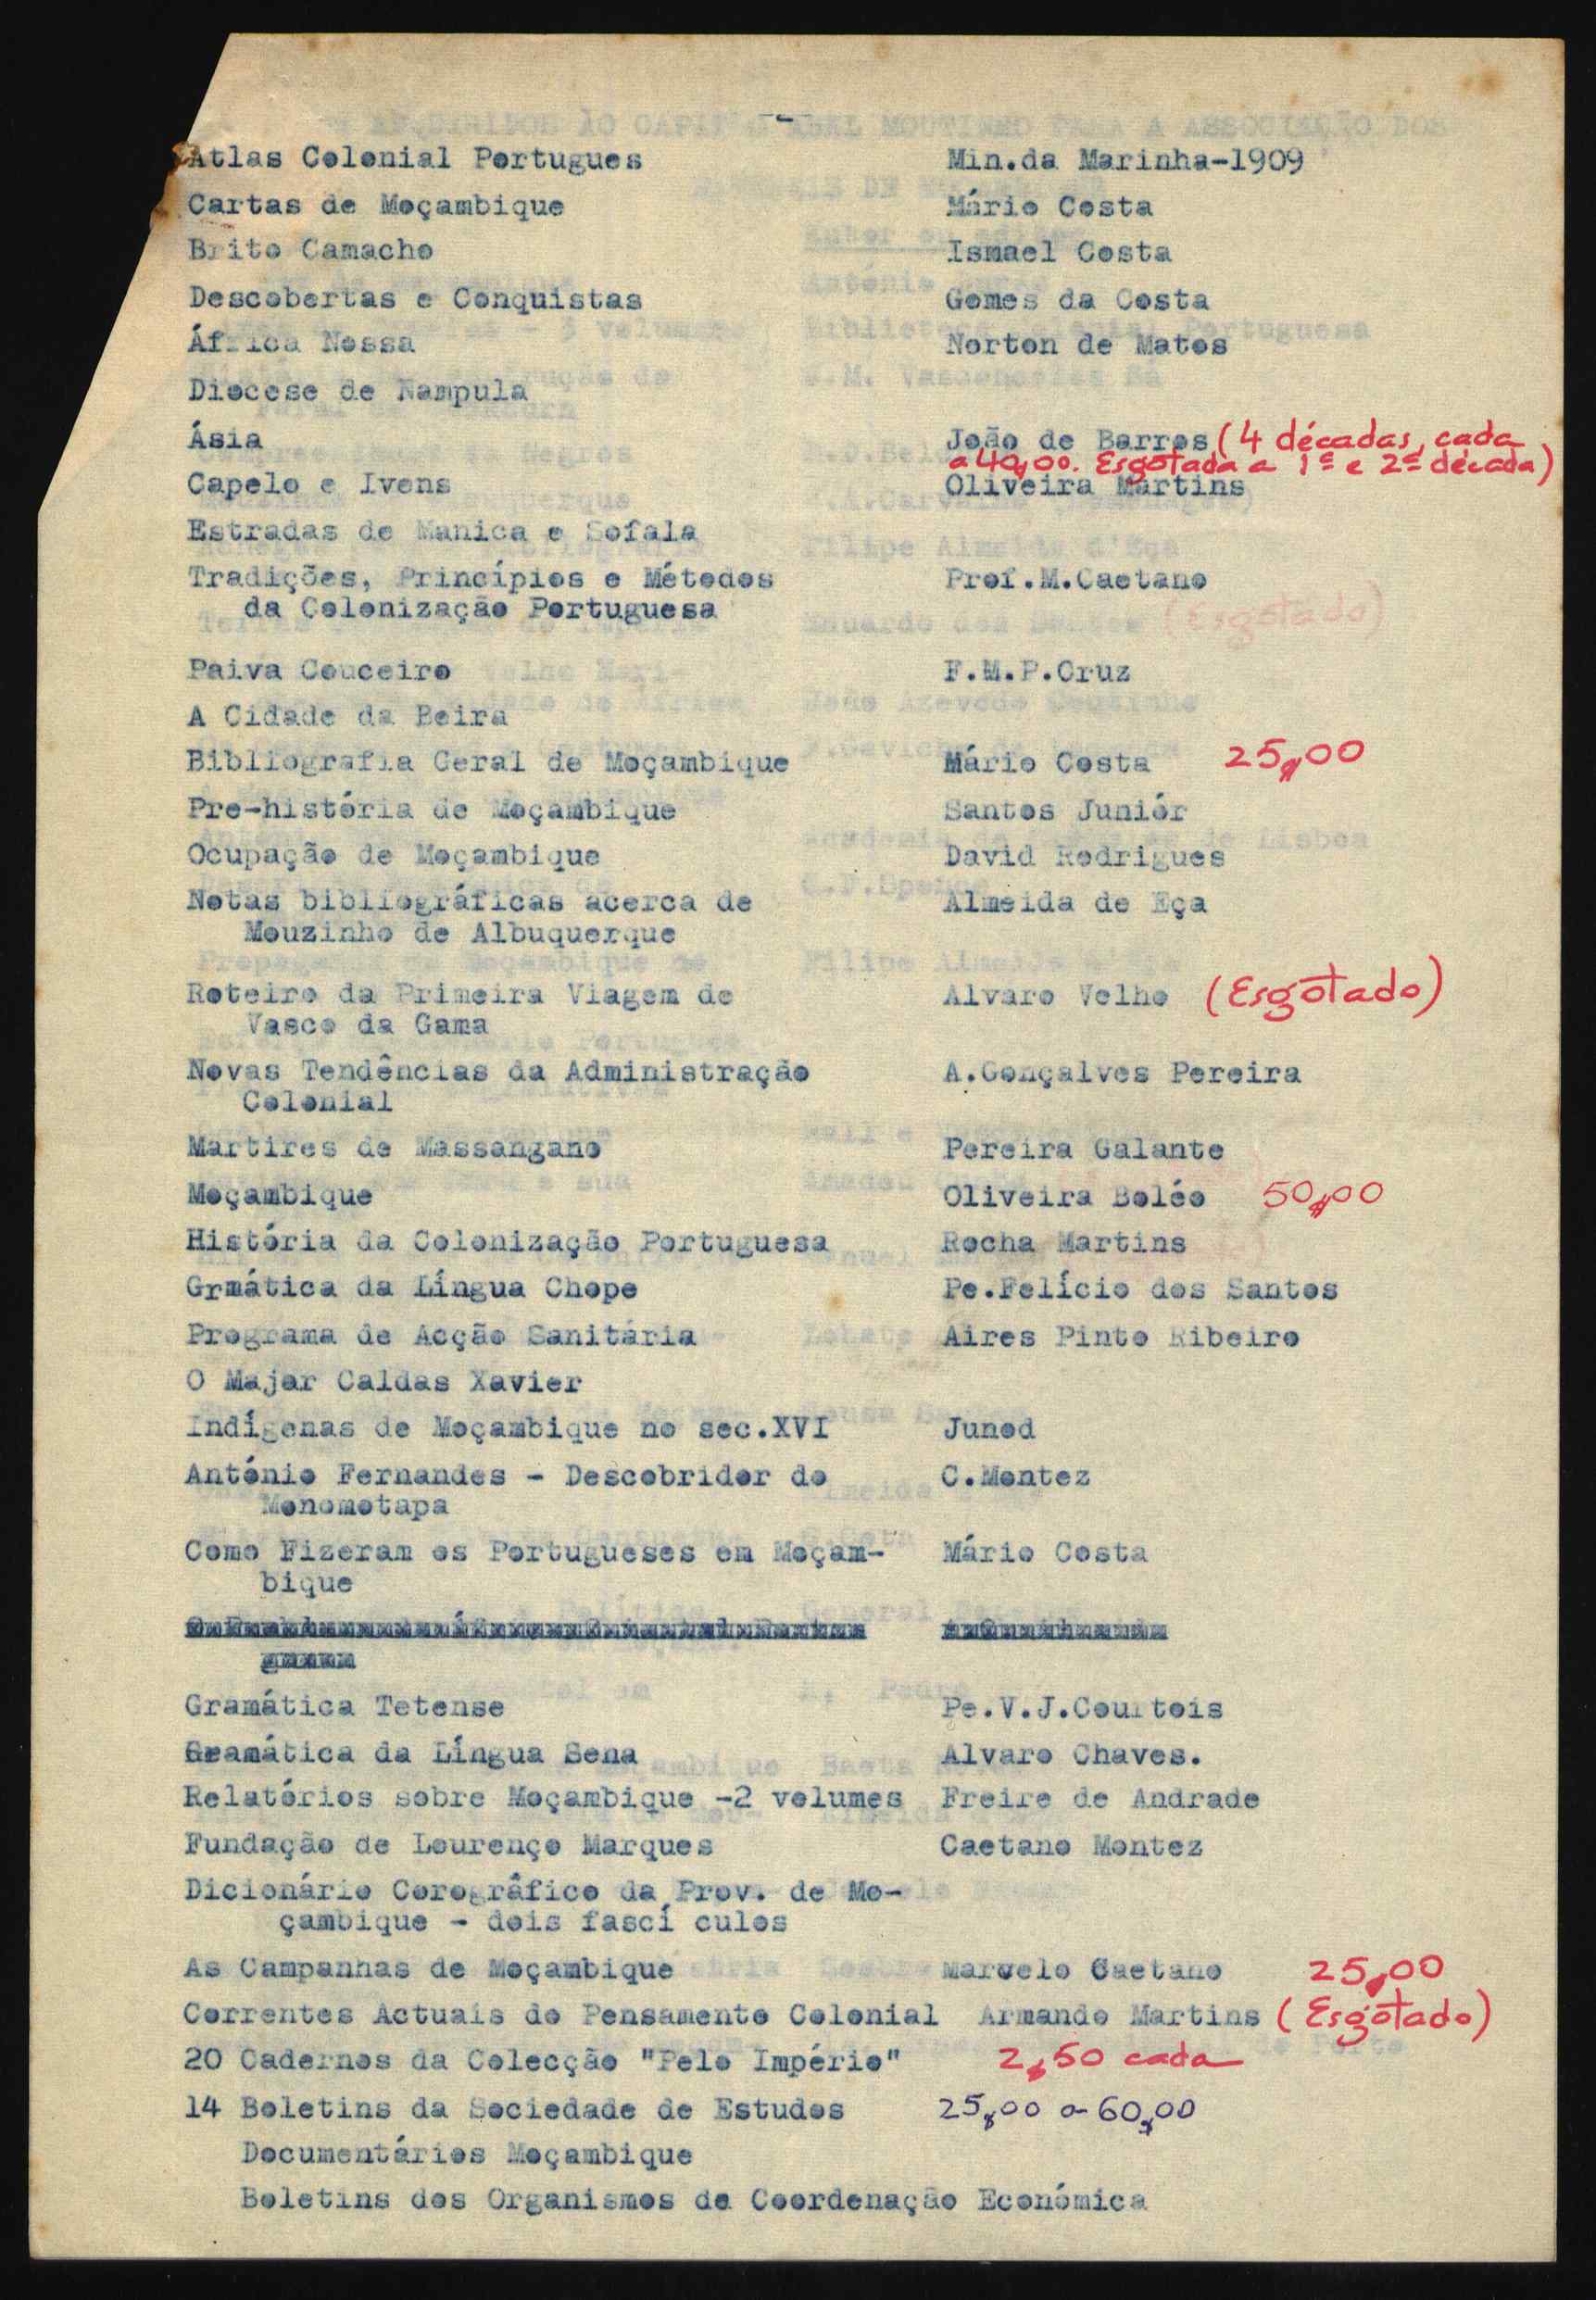 Atlas Colonial Portugues Min.da Marinha-1909
Cartas de Moçambique Mário Costa
Brito Camacho Ismael Costa
Descobertas e Conquistas Gomes da Costa
África Nossa Norton de Matos
Diocese de Nampula
Ásia João de Barros (4 décadas, cada
a 40$00. Esgotada a 1ª e 2ª década)
Capelo e Ivens Oliveira Martins
Estradas de Manica e Sofala
Tradições, Princípios e Métodos Prof.M.Caetano
da Colonização Portuguesa
Paiva Couceiro F.M.P.Cruz
A Cidade da Beira
Bibliografia Geral de Moçambique Mário Costa 25$00
Pre-história de Moçambique Santos Juniór
Ocupação de Moçambique David Rodrigues
Notas bibliográficas acerca de Almeida de Eça
Mouzinho de Albuquerque
Roteiro da Primeira Viagem de Alvaro Velho (Esgotado)
Vasco da Gama
Novas Tendências da Administração A.Gonçalves Pereira
Colonial
Martires de Massangano Pereira Galante
Moçambique Oliveira Boléo 50$00
História da Colonização Portuguesa Rocha Martins
Grmática da Língua Chope Pe.Felício dos Santos
Programa de Acção Sanitária Aires Pinto Ribeiro
O Major Caldas Xavier
Indígenas de Moçambique no sec.XVI Junod
António Fernandes - Descobridor do C.Montez
Monomotapa
Como Fizeram os Portugueses em Moçam- Mário Costa
bique
Gramática Tetense Pe.V.J.Courtois
Gramática da Língua Sena Alvaro Chaves.
Relatórios sobre Moçambique -2 volumes Freire de Andrade
Fundação de Lourenço Marques Caetano Montez
Dicionário Corográfico da Prov. de Mo-
çambique - dois fascí culos
As Campanhas de Moçambique Marcelo Caetano 25$00
Correntes Actuais do Pensamento Colonial Armando Martins (Esgotado)
20 Cadernos da Colecção "Pelo Império" 2$50 cada
14 Boletins da Sociedade de Estudos 25$00 a 60$00
Documentários Moçambique
Boletins dos Organismos de Coordenação Económica